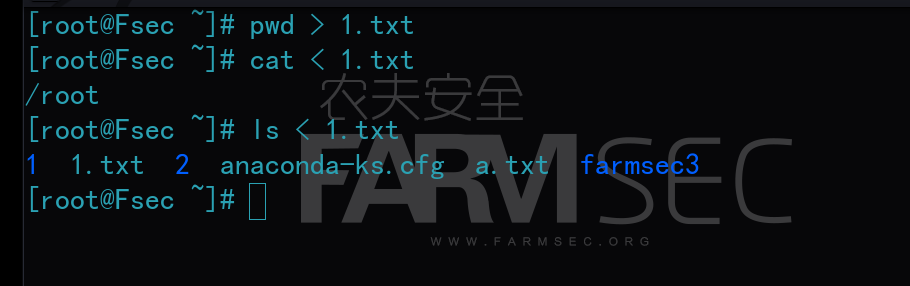 [root@Fsec ~]# pwd > 1.txt
[root@Fsec ~]# cat < 1.txt
/root
农夫安全
[root@Fsec ~]# ls < 1.txt
FARMSEC
1  1.txt  2  anaconda-ks.cfg  a.txt  farmsec3
[root@Fsec ~]#
WWW.FARMSEC.ORG